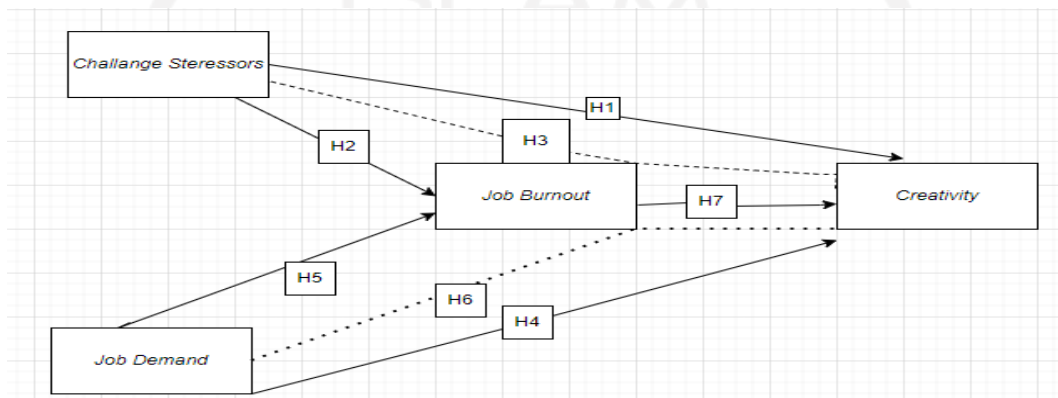 Challange Steressors
H1
H2
H3
Job Burnout
H7
Creativity
H5
H6
H4
Job Demand